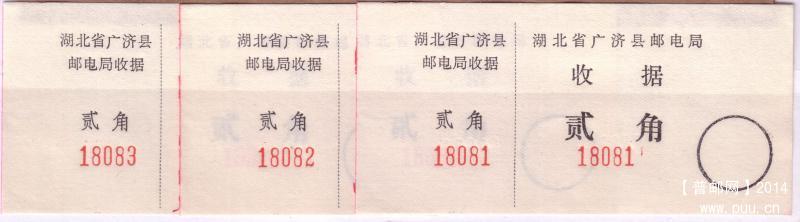 湖北省广济县
邮电局收据
贰角
18083
湖北省广济县
邮电局收据
贰角
18082
湖北省广济县
邮电局收据
贰角
18081
湖北省广济县邮电局
收据
贰角
18081
【普邮网】2014
www.puu.cn